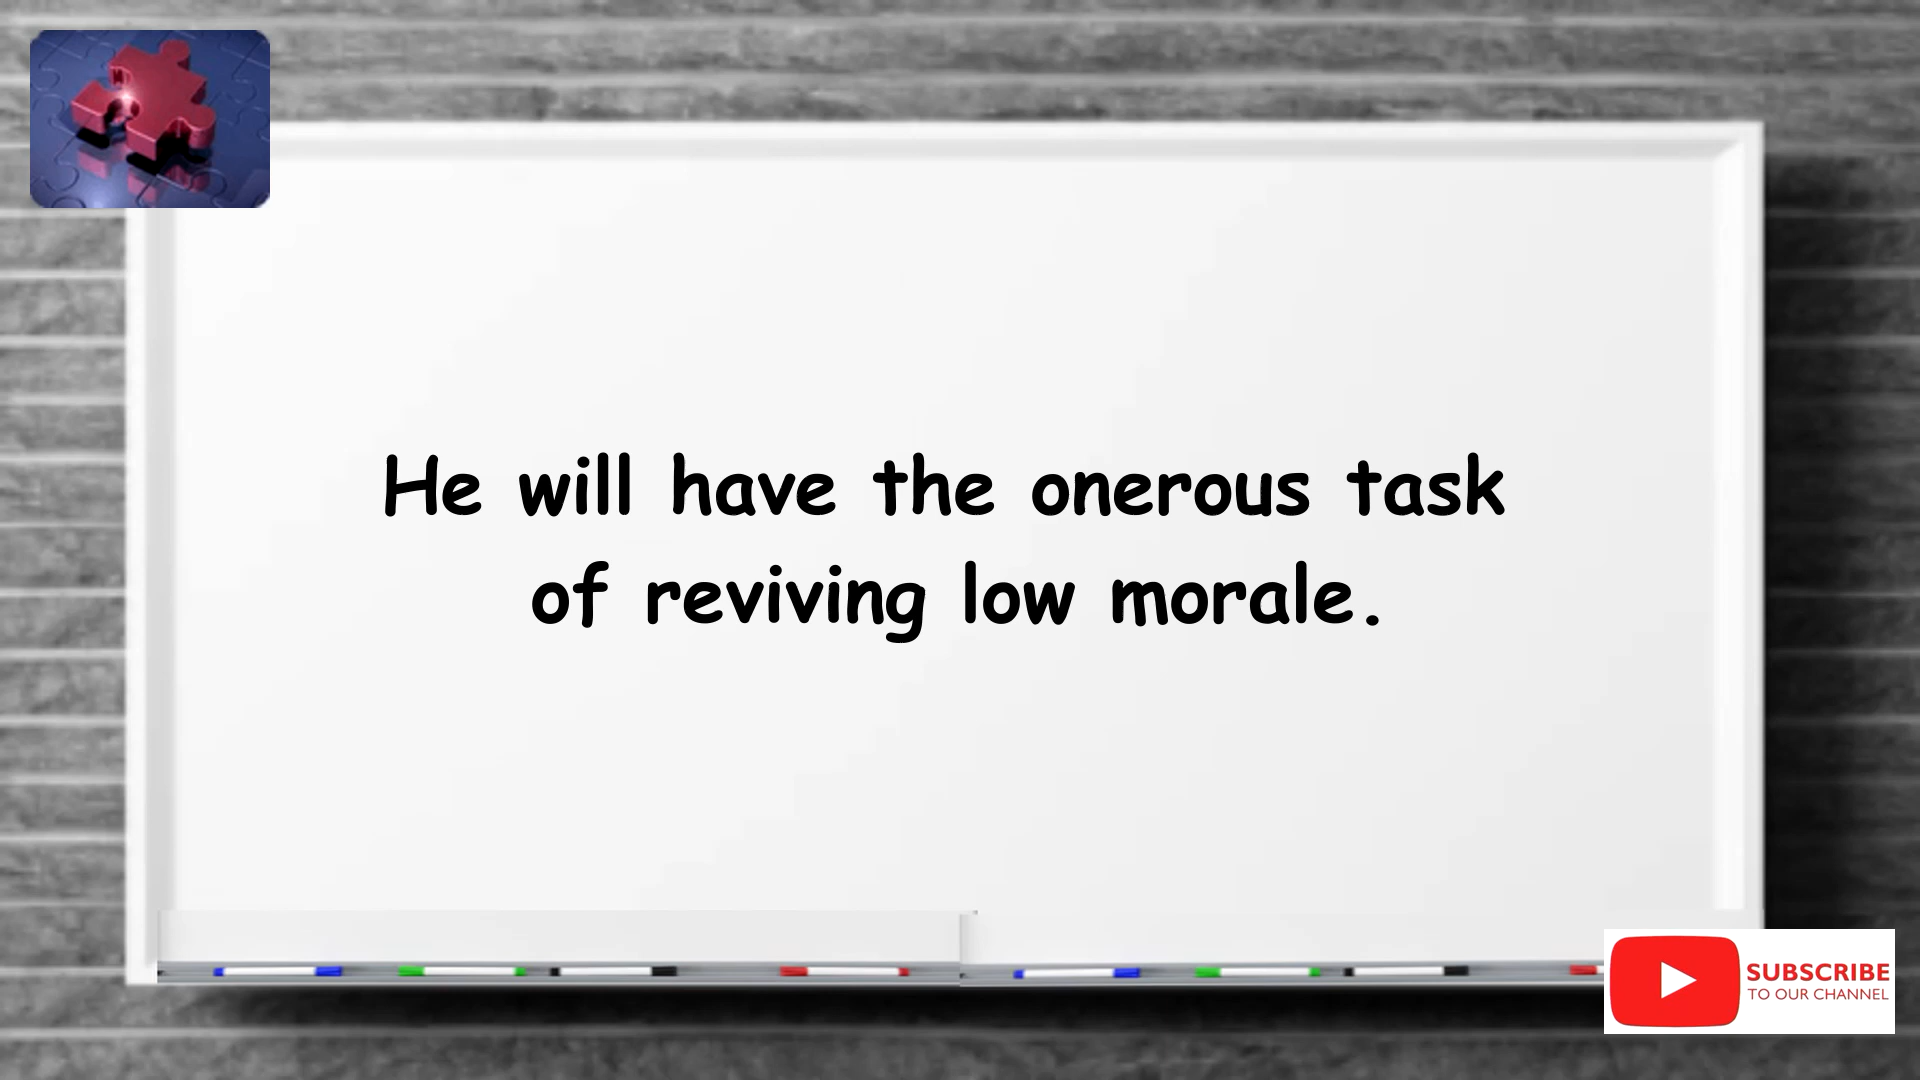 He will have the onerous task
of reviving low morale.
SUBSCRIBE
TO OUR CHANNEL